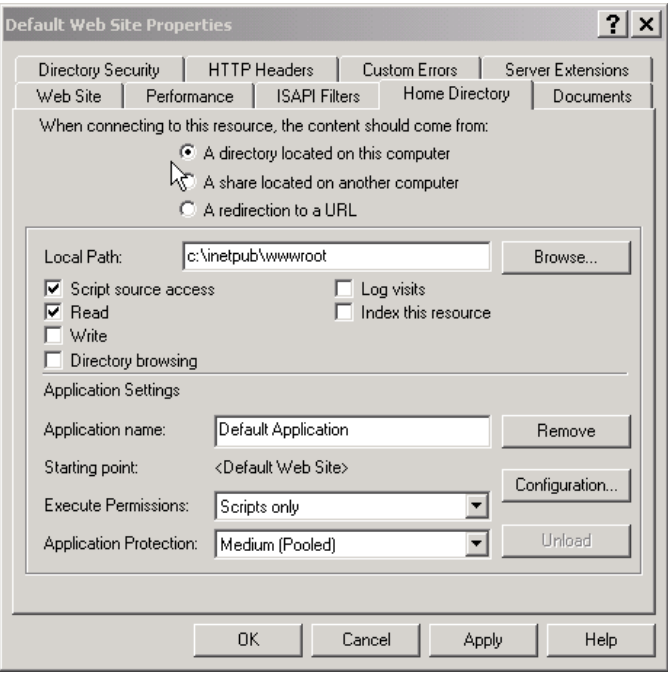 Default Web Site Properties
Directory Security HTTP Headers Custom Errors Server Extensions
Web Site Performance ISAPI Filters Home Directory Documents
When connecting to this resource, the content should come from:
A directory located on this computer
A share located on another computer
A redirection to a URL
Local Path: c:\inetpub\wwwroot Browse...
Script source access Log visits
Read Index this resource
Write
Directory browsing
Application Settings
Application name: Default Application Remove
Starting point: <Default Web Site>
Configuration...
Execute Permissions: Scripts only
Application Protection: Medium (Pooled) Unload
OK Cancel Apply Help